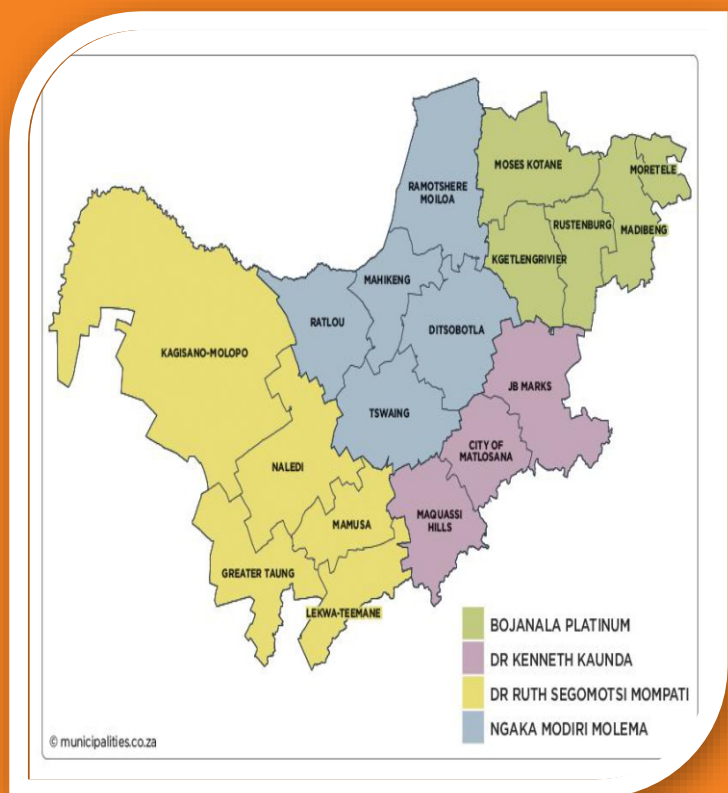 MOSES KOTANE
MORETELE
RAMOTSHERE
MOILOA
RUSTENBURG
MADIBENG
KGETLENGRIVIER
MAHIKENG
RATLOU
DITSOBOTLA
KAGISANO-MOLOPO
JB MARKS
TSWAING
CITY OF
MATLOSANA
NALEDI
MAQUASSI
HILLS
MAMUSA
GREATER TAUNG
LEKWA-TEEMANE
BOJANALA PLATINUM
DR KENNETH KAUNDA
DR RUTH SEGOMOTSI MOMPATI
NGAKA MODIRI MOLEMA
© municipalities.co.za